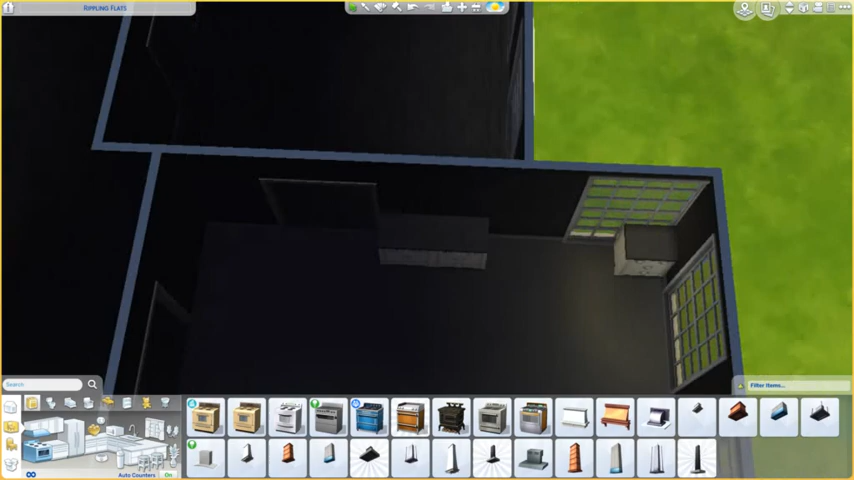 Rippling Flats
Search
Filter Items...
Auto Counters
On